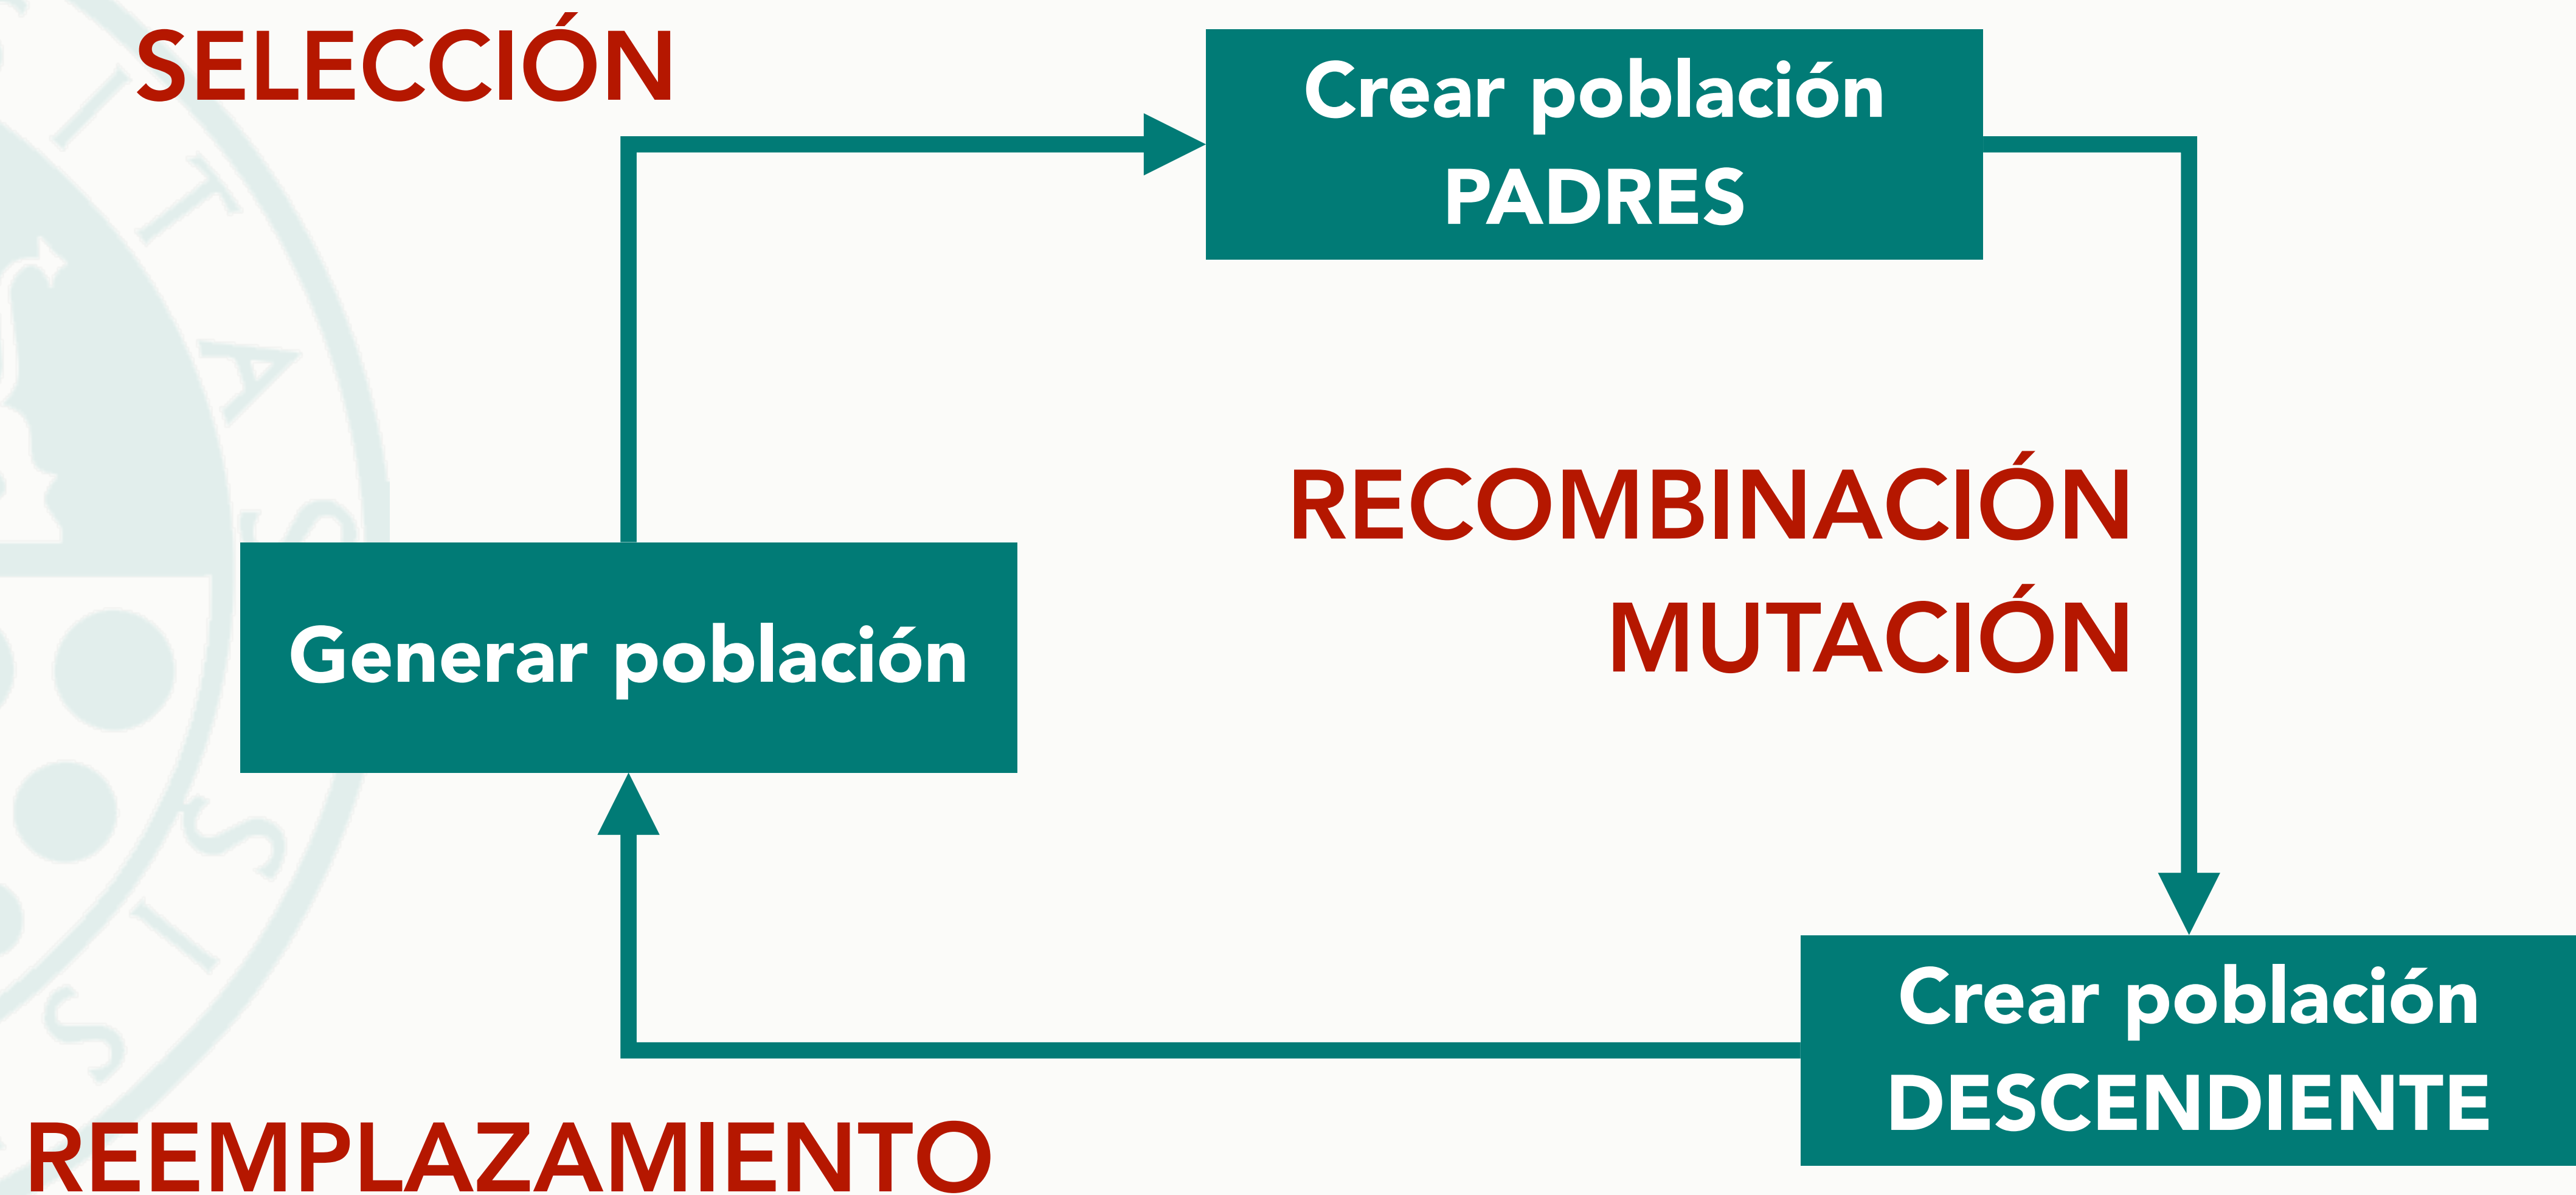 SELECCIÓN
Crear población
PADRES
RECOMBINACIÓN
MUTACIÓN
Generar población
Crear población
DESCENDIENTE
REEMPLAZAMIENTO